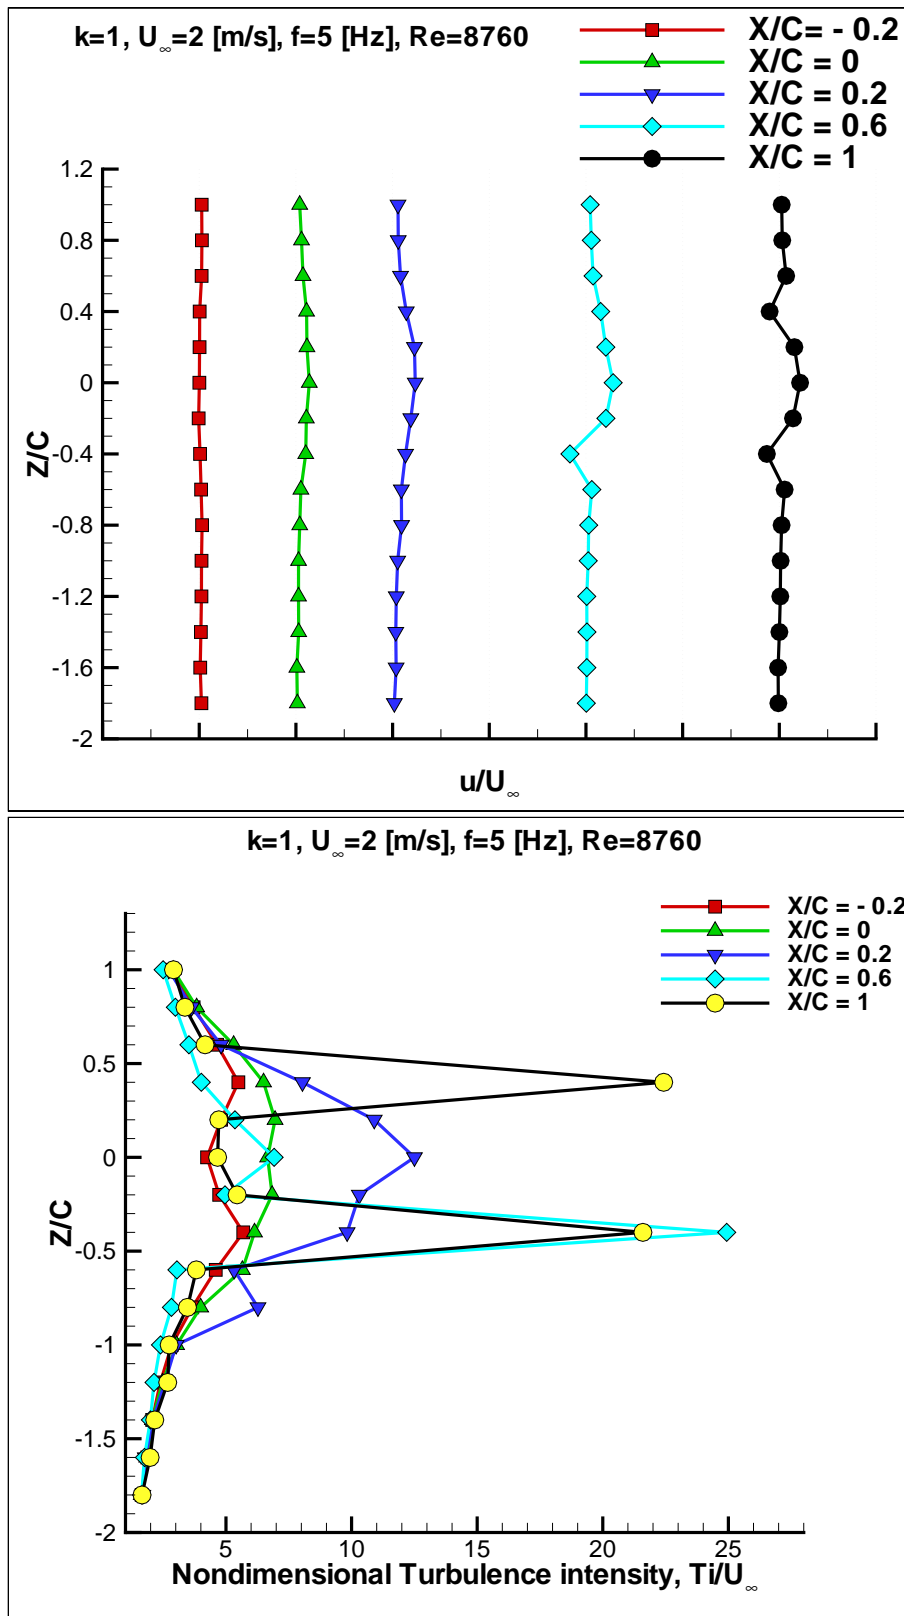 k=1, U∞=2 [m/s], f=5 [Hz], Re=8760
X/C= - 0.2
X/C = 0
X/C = 0.2
X/C = 0.6
X/C = 1
1.2
0.8
0.4
0
-0.4
-0.8
-1.2
-1.6
-2
Z/C
u/U∞
k=1, U∞=2 [m/s], f=5 [Hz], Re=8760
X/C = - 0.2
X/C = 0
X/C = 0.2
X/C = 0.6
X/C = 1
1
0.5
0
-0.5
-1
-1.5
-2
Z/C
5 10 15 20 25
Nondimensional Turbulence intensity, Ti/U∞